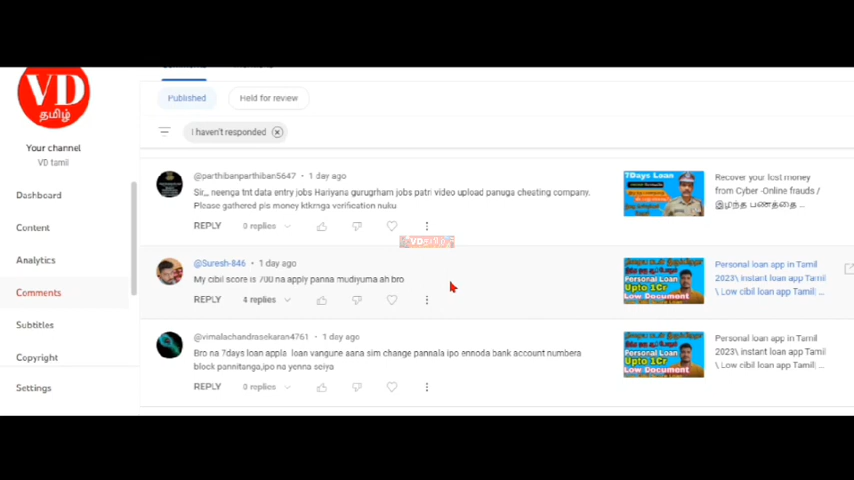 VD
தமிழ்
Published
Held for review
I haven't responded
Your channel
VD tamil
Dashboard
Content
Analytics
Comments
Subtitles
Copyright
Settings
@parthibanparthiban5647 • 1 day ago
Sir,,, neenga tnt data entry jobs Hariyana gurugrham jobs patri video upload panuga cheating company.
Please gathered pls money ktkrnga verification nuku
REPLY 0 replies
VDதமிழ்
@Suresh-846 • 1 day ago
My cibil score is 700 na apply panna mudiyuma ah bro
REPLY 4 replies
@vimalachandrasekaran4761 • 1 day ago
Bro na 7days loan appla loan vangune aana sim change pannala ipo ennoda bank account numbera
block pannitanga,ipo na yenna seiya
REPLY 0 replies
7Days Loan
Recover your lost money
from Cyber -Online frauds /
இழந்த பணத்தை ...
Personal loan
Upto 1Cr
Low Document
Personal loan app in Tamil
2023\ instant loan app Tamil
\ Low cibil loan app Tamil| ...
Personal loan
Upto 1Cr
Low Document
Personal loan app in Tamil
2023\ instant loan app Tamil
\ Low cibil loan app Tamil| ...